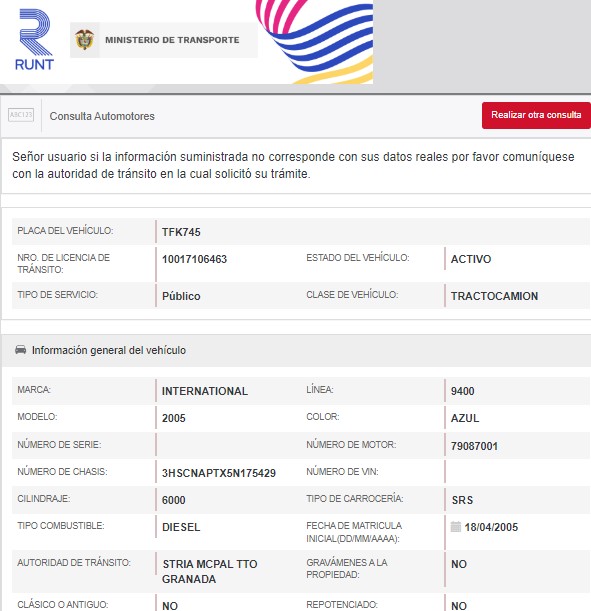 RUNT
MINISTERIO DE TRANSPORTE
ABC123
Consulta Automotores
Realizar otra consulta
Señor usuario si la información suministrada no corresponde con sus datos reales por favor comuníquese
con la autoridad de tránsito en la cual solicitó su trámite.
PLACA DEL VEHÍCULO: TFK745
NRO. DE LICENCIA DE TRÁNSITO: 10017106463 ESTADO DEL VEHÍCULO: ACTIVO
TIPO DE SERVICIO: Público CLASE DE VEHÍCULO: TRACTOCAMION
Información general del vehículo
MARCA: INTERNATIONAL LÍNEA: 9400
MODELO: 2005 COLOR: AZUL
NÚMERO DE SERIE: NÚMERO DE MOTOR: 79087001
NÚMERO DE CHASIS: 3HSCNAPTX5N175429 NÚMERO DE VIN:
CILINDRAJE: 6000 TIPO DE CARROCERÍA: SRS
TIPO COMBUSTIBLE: DIESEL FECHA DE MATRICULA INICIAL(DD/MM/AAAA): 18/04/2005
AUTORIDAD DE TRÁNSITO: STRIA MCPAL TTO GRANADA GRAVÁMENES A LA PROPIEDAD: NO
CLÁSICO O ANTIGUO: NO REPOTENCIADO: NO